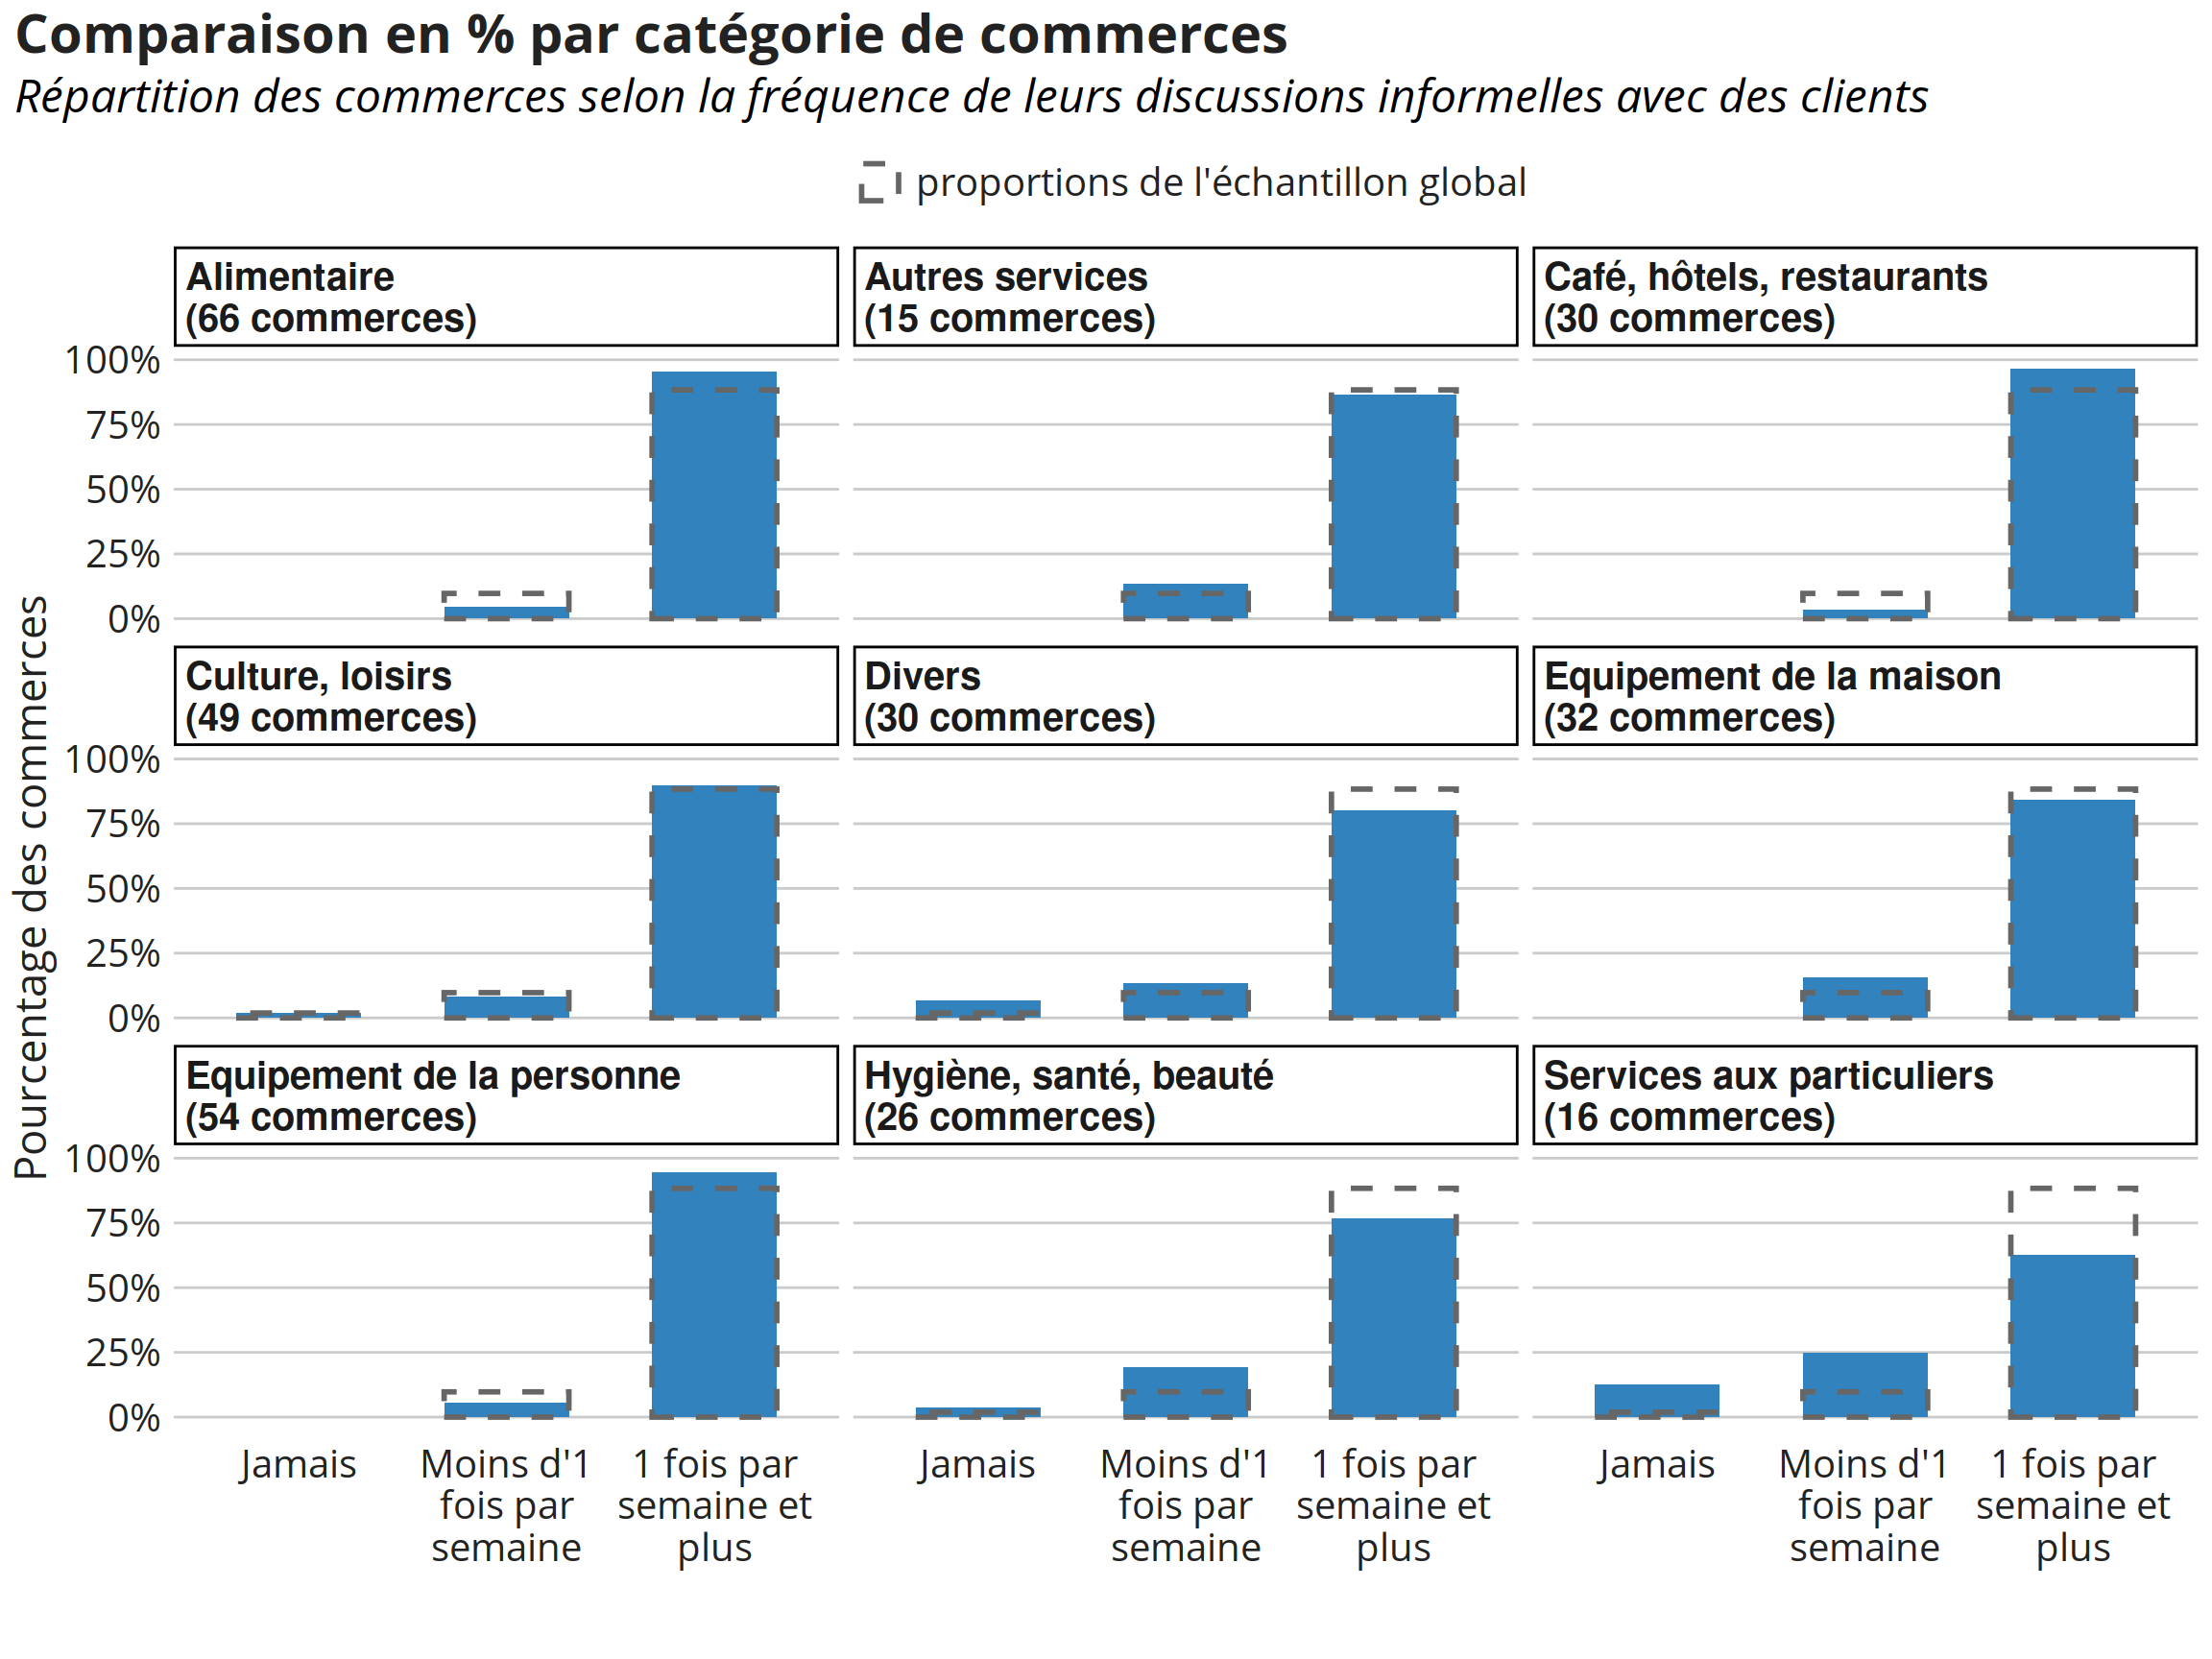 Comparaison en % par catégorie de commerces
Répartition des commerces selon la fréquence de leurs discussions informelles avec des clients
proportions de l'échantillon global
Pourcentage des commerces
Alimentaire
(66 commerces)
Autres services
(15 commerces)
Café, hôtels, restaurants
(30 commerces)
100%
75%
50%
25%
0%
Culture, loisirs
(49 commerces)
Divers
(30 commerces)
Equipement de la maison
(32 commerces)
100%
75%
50%
25%
0%
Equipement de la personne
(54 commerces)
Hygiène, santé, beauté
(26 commerces)
Services aux particuliers
(16 commerces)
100%
75%
50%
25%
0%
Jamais
Moins d'1
fois par
semaine
1 fois par
semaine et
plus
Jamais
Moins d'1
fois par
semaine
1 fois par
semaine et
plus
Jamais
Moins d'1
fois par
semaine
1 fois par
semaine et
plus